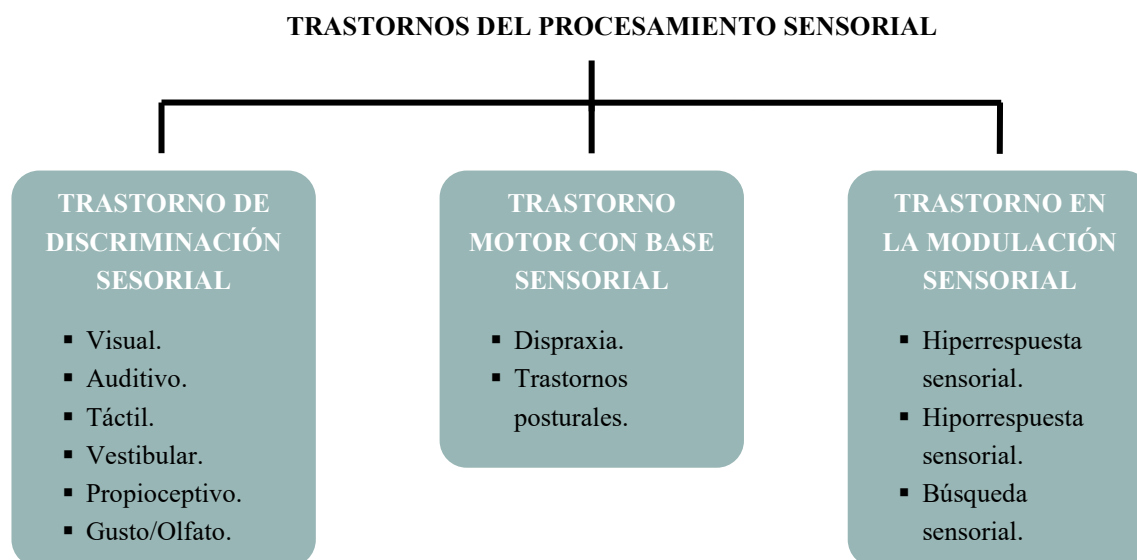 TRASTORNOS DEL PROCESAMIENTO SENSORIAL
TRASTORNO DE
DISCRIMINACIÓN
SESORIAL
▪ Visual.
▪ Auditivo.
▪ Táctil.
▪ Vestibular.
▪ Propioceptivo.
▪ Gusto/Olfato.
TRASTORNO
MOTOR CON BASE
SENSORIAL
▪ Dispraxia.
▪ Trastornos
posturales.
TRASTORNO EN
LA MODULACIÓN
SENSORIAL
▪ Hiperrespuesta
sensorial.
▪ Hiporrespuesta
sensorial.
▪ Búsqueda
sensorial.